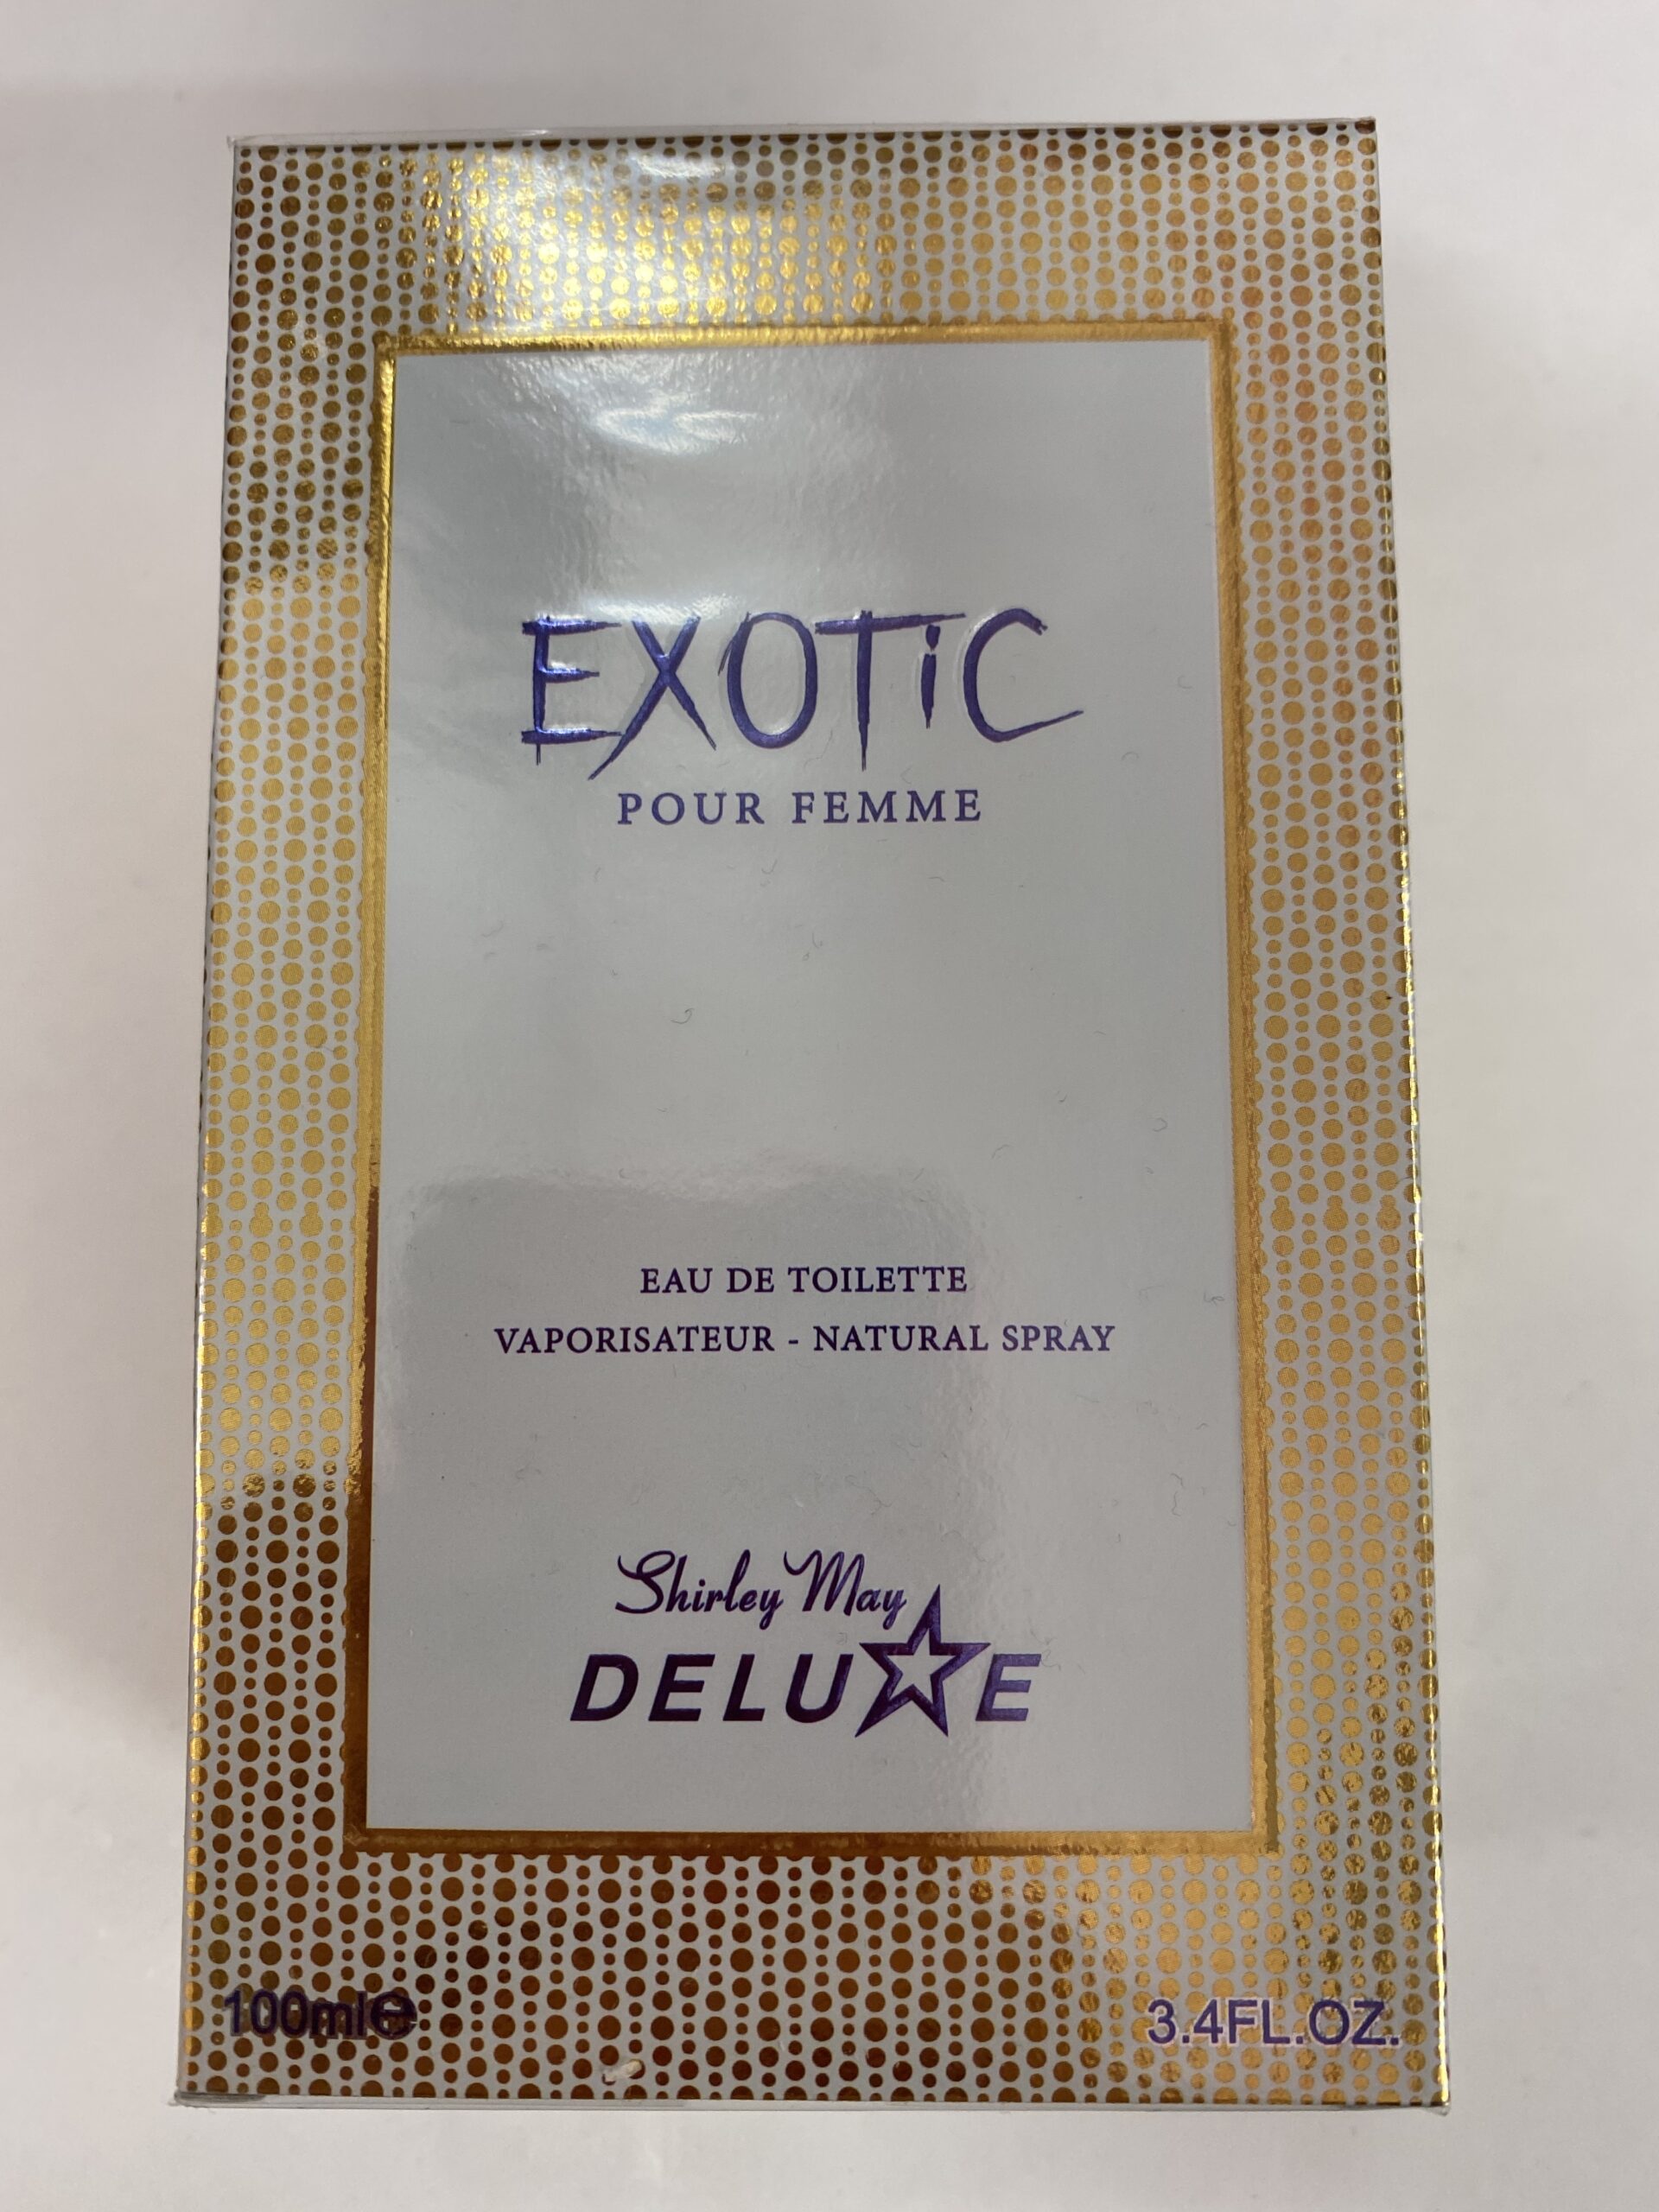 EXOTiC
POUR FEMME
EAU DE TOILETTE
VAPORISATEUR - NATURAL SPRAY
Shirley May
DELUXE
100ml℮
3.4FL.OZ.